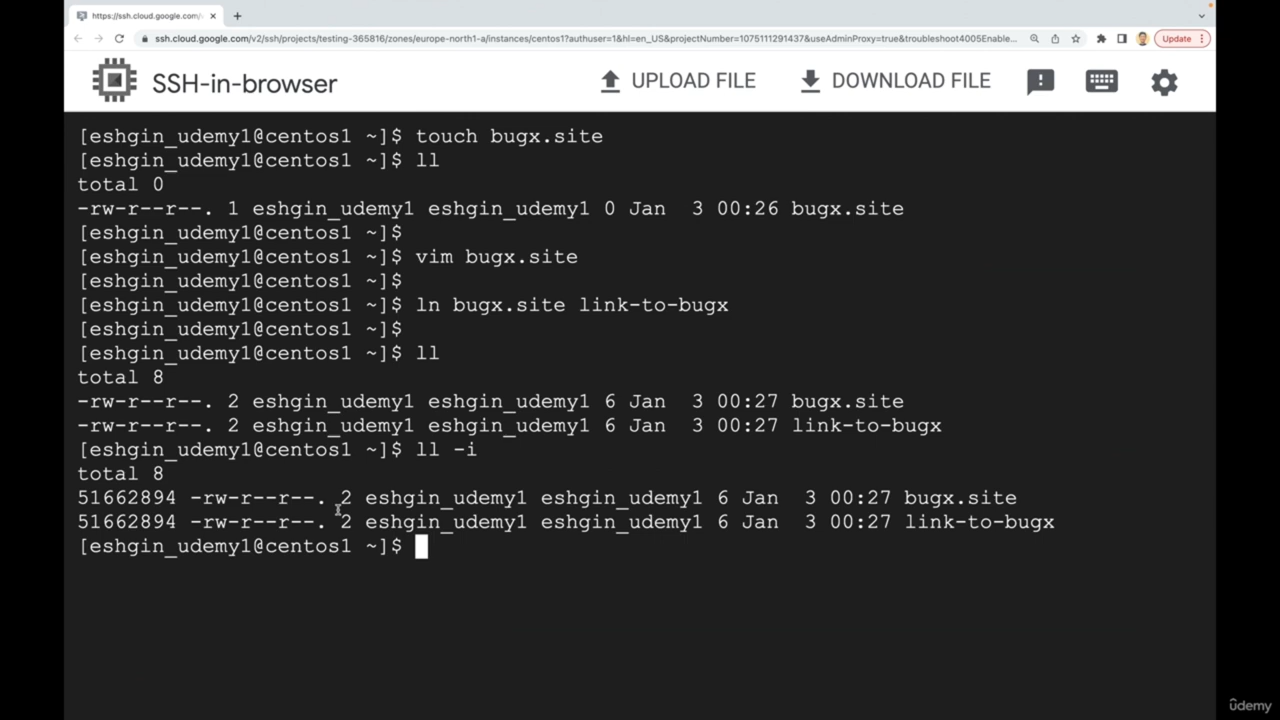 https://ssh.cloud.google.com/v
ssh.cloud.google.com/v2/ssh/projects/testing-365816/zones/europe-north1-a/instances/centos1?authuser=1&hl=en_US&projectNumber=1075111291437&useAdminProxy=true&troubleshoot4005Enable...
Update
SSH-in-browser
UPLOAD FILE
DOWNLOAD FILE
[eshgin_udemy1@centos1 ~]$ touch bugx.site
[eshgin_udemy1@centos1 ~]$ ll
total 0
-rw-r--r--. 1 eshgin_udemy1 eshgin_udemy1 0 Jan  3 00:26 bugx.site
[eshgin_udemy1@centos1 ~]$
[eshgin_udemy1@centos1 ~]$ vim bugx.site
[eshgin_udemy1@centos1 ~]$
[eshgin_udemy1@centos1 ~]$ ln bugx.site link-to-bugx
[eshgin_udemy1@centos1 ~]$
[eshgin_udemy1@centos1 ~]$ ll
total 8
-rw-r--r--. 2 eshgin_udemy1 eshgin_udemy1 6 Jan  3 00:27 bugx.site
-rw-r--r--. 2 eshgin_udemy1 eshgin_udemy1 6 Jan  3 00:27 link-to-bugx
[eshgin_udemy1@centos1 ~]$ ll -i
total 8
51662894 -rw-r--r--. 2 eshgin_udemy1 eshgin_udemy1 6 Jan  3 00:27 bugx.site
51662894 -rw-r--r--. 2 eshgin_udemy1 eshgin_udemy1 6 Jan  3 00:27 link-to-bugx
[eshgin_udemy1@centos1 ~]$
ûdemy